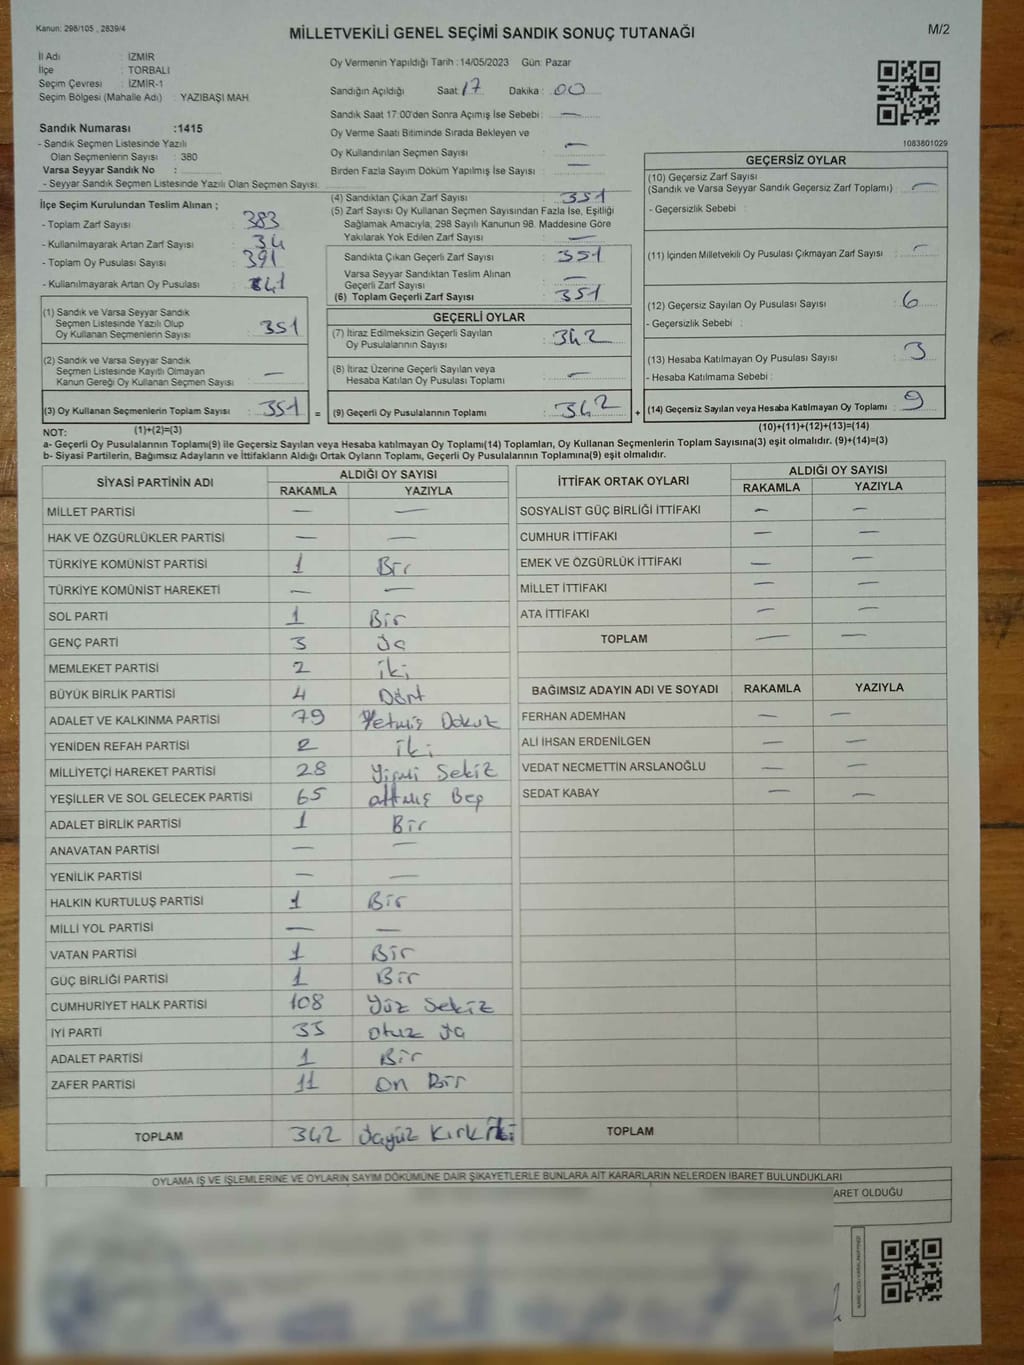 Kanun: 298/105 , 2839/4
MİLLETVEKİLİ GENEL SEÇİMİ SANDIK SONUÇ TUTANAĞI
M/2
İl Adı : İZMİR
İlçe : TORBALI
Seçim Çevresi : İZMİR-1
Seçim Bölgesi (Mahalle Adı) : YAZIBAŞI MAH
Oy Vermenin Yapıldığı Tarih : 14/05/2023 Gün: Pazar
Sandığın Açıldığı Saat: 17 Dakika : 00
Sandık Saat 17:00'den Sonra Açımış İse Sebebi : —
Oy Verme Saati Bitiminde Sırada Bekleyen ve
Oy Kullandırılan Seçmen Sayısı : —
Birden Fazla Sayım Döküm Yapılmış İse Sayısı : —
Sandık Numarası : 1415
- Sandık Seçmen Listesinde Yazılı
Olan Seçmenlerin Sayısı : 380
Varsa Seyyar Sandık No :
- Seyyar Sandık Seçmen Listesinde Yazılı Olan Seçmen Sayısı:
1083801029
İlçe Seçim Kurulundan Teslim Alınan ;
- Toplam Zarf Sayısı : 383
- Kullanılmayarak Artan Zarf Sayısı : 34
- Toplam Oy Pusulası Sayısı : 391
- Kullanılmayarak Artan Oy Pusulası : 41
(4) Sandıktan Çıkan Zarf Sayısı : 351
(5) Zarf Sayısı Oy Kullanan Seçmen Sayısından Fazla İse, Eşitliği
Sağlamak Amacıyla, 298 Sayılı Kanunun 98. Maddesine Göre
Yakılarak Yok Edilen Zarf Sayısı : —
Sandıkta Çıkan Geçerli Zarf Sayısı : 351
Varsa Seyyar Sandıktan Teslim Alınan
Geçerli Zarf Sayısı : —
(6) Toplam Geçerli Zarf Sayısı : 351
GEÇERSİZ OYLAR
(10) Geçersiz Zarf Sayısı
(Sandık ve Varsa Seyyar Sandık Geçersiz Zarf Toplamı) : —
- Geçersizlik Sebebi :
(11) İçinden Milletvekili Oy Pusulası Çıkmayan Zarf Sayısı : —
(12) Geçersiz Sayılan Oy Pusulası Sayısı : 6
- Geçersizlik Sebebi :
(13) Hesaba Katılmayan Oy Pusulası Sayısı : 3
- Hesaba Katılmama Sebebi :
(14) Geçersiz Sayılan veya Hesaba Katılmayan Oy Toplamı : 9
(10)+(11)+(12)+(13)=(14)
(1) Sandık ve Varsa Seyyar Sandık
Seçmen Listesinde Yazılı Olup
Oy Kullanan Seçmenlerin Sayısı : 351
(2) Sandık ve Varsa Seyyar Sandık
Seçmen Listesinde Kayıtlı Olmayan
Kanun Gereği Oy Kullanan Seçmen Sayısı : —
(3) Oy Kullanan Seçmenlerin Toplam Sayısı : 351 =
(1)+(2)=(3)
GEÇERLİ OYLAR
(7) İtiraz Edilmeksizin Geçerli Sayılan
Oy Pusulalarının Sayısı : 342
(8) İtiraz Üzerine Geçerli Sayılan veya
Hesaba Katılan Oy Pusulası Toplamı : —
(9) Geçerli Oy Pusulalarının Toplamı : 342 +
NOT:
a- Geçerli Oy Pusulalarının Toplamı(9) ile Geçersiz Sayılan veya Hesaba katılmayan Oy Toplamı(14) Toplamları, Oy Kullanan Seçmenlerin Toplam Sayısına(3) eşit olmalıdır. (9)+(14)=(3)
b- Siyasi Partilerin, Bağımsız Adayların ve İttifakların Aldığı Ortak Oyların Toplamı, Geçerli Oy Pusulalarının Toplamına(9) eşit olmalıdır.
SİYASİ PARTİNİN ADI ALDIĞI OY SAYISI
RAKAMLA YAZIYLA
MİLLET PARTİSİ — —
HAK VE ÖZGÜRLÜKLER PARTİSİ — —
TÜRKİYE KOMÜNİST PARTİSİ 1 Bir
TÜRKİYE KOMÜNİST HAREKETİ — —
SOL PARTİ 1 Bir
GENÇ PARTİ 3 Üç
MEMLEKET PARTİSİ 2 iki
BÜYÜK BİRLİK PARTİSİ 4 Dört
ADALET VE KALKINMA PARTİSİ 79 Yetmiş Dokuz
YENİDEN REFAH PARTİSİ 2 iki
MİLLİYETÇİ HAREKET PARTİSİ 28 Yirmi Sekiz
YEŞİLLER VE SOL GELECEK PARTİSİ 65 altmış Beş
ADALET BİRLİK PARTİSİ 1 Bir
ANAVATAN PARTİSİ — —
YENİLİK PARTİSİ — —
HALKIN KURTULUŞ PARTİSİ 1 Bir
MİLLİ YOL PARTİSİ — —
VATAN PARTİSİ 1 Bir
GÜÇ BİRLİĞİ PARTİSİ 1 Bir
CUMHURİYET HALK PARTİSİ 108 Yüz Sekiz
İYİ PARTİ 33 otuz üç
ADALET PARTİSİ 1 Bir
ZAFER PARTİSİ 11 on Bir
TOPLAM 342 Üçyüz Kırk iki
İTTİFAK ORTAK OYLARI ALDIĞI OY SAYISI
RAKAMLA YAZIYLA
SOSYALİST GÜÇ BİRLİĞİ İTTİFAKI — —
CUMHUR İTTİFAKI — —
EMEK VE ÖZGÜRLÜK İTTİFAKI — —
MİLLET İTTİFAKI — —
ATA İTTİFAKI — —
TOPLAM — —
BAĞIMSIZ ADAYIN ADI VE SOYADI RAKAMLA YAZIYLA
FERHAN ADEMHAN — —
ALİ İHSAN ERDENİLGEN — —
VEDAT NECMETTİN ARSLANOĞLU — —
SEDAT KABAY — —
TOPLAM
OYLAMA İŞ VE İŞLEMLERİNE VE OYLARIN SAYIM DÖKÜMÜNE DAİR ŞİKAYETLERLE BUNLARA AİT KARARLARIN NELERDEN İBARET BULUNDUKLARI
ARET OLDUĞU